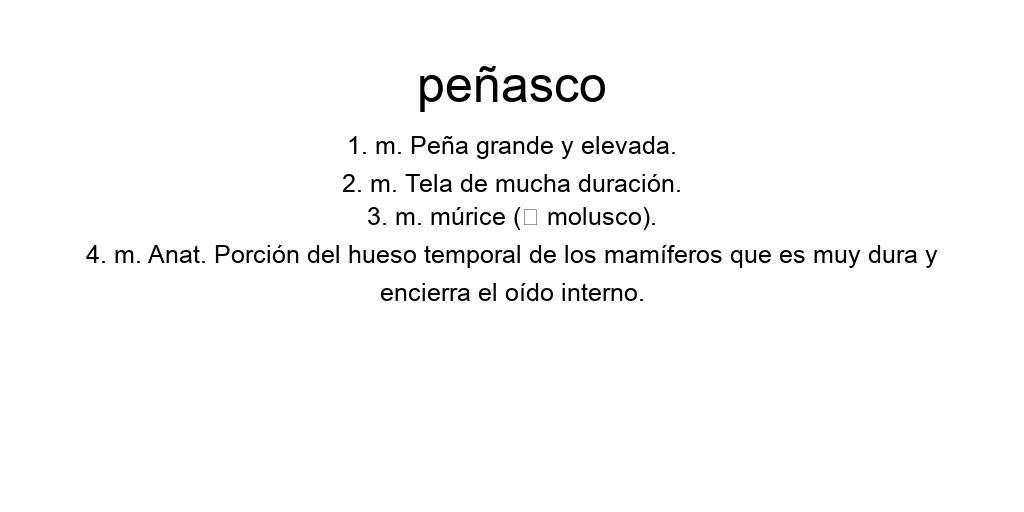 peñasco
1. m. Peña grande y elevada.
2. m. Tela de mucha duración.
3. m. múrice (□ molusco).
4. m. Anat. Porción del hueso temporal de los mamíferos que es muy dura y
encierra el oído interno.